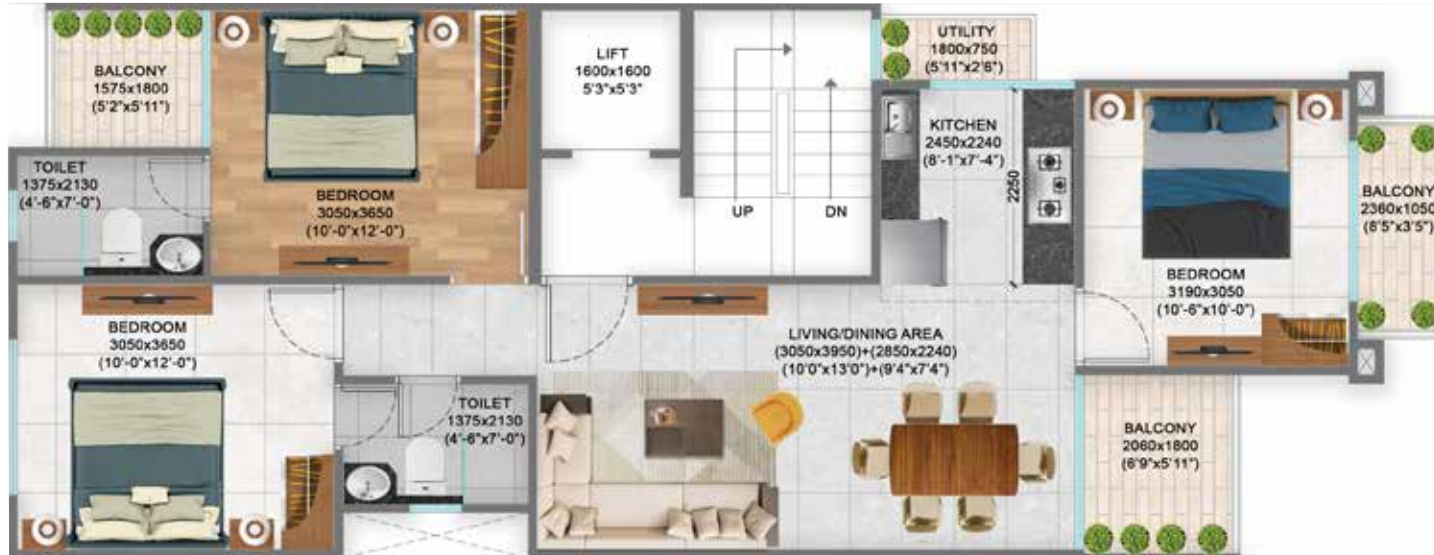 BALCONY
1575x1800
(5'2"x5'11")
LIFT
1600x1600
5'3"x5'3"
UTILITY
1800x750
(5'11"x2'6")
KITCHEN
2450x2240
(8'-1"x7'-4")
2250
TOILET
1375x2130
(4'-6"x7'-0")
BEDROOM
3050x3650
(10'-0"x12'-0")
UP
DN
BALCONY
2360x1050
(8'5"x3'5")
BEDROOM
3190x3050
(10'-6"x10'-0")
BEDROOM
3050x3650
(10'-0"x12'-0")
LIVING/DINING AREA
(3050x3950)+(2850x2240)
(10'0"x13'0")+(9'4"x7'4")
TOILET
1375x2130
(4'-6"x7'-0")
BALCONY
2060x1800
(6'9"x5'11")